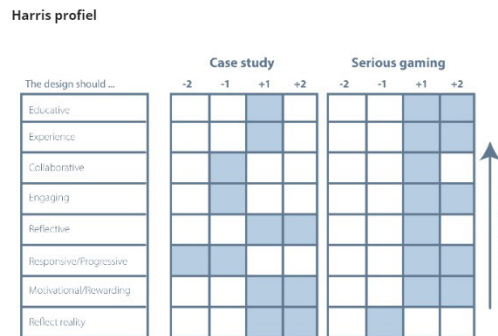 Harris profiel
Case study
Serious gaming
The design should ...
-2 -1 +1 +2
-2 -1 +1 +2
Educative
Experience
Collaborative
Engaging
Reflective
Responsive/Progressive
Motivational/Rewarding
Reflect reality